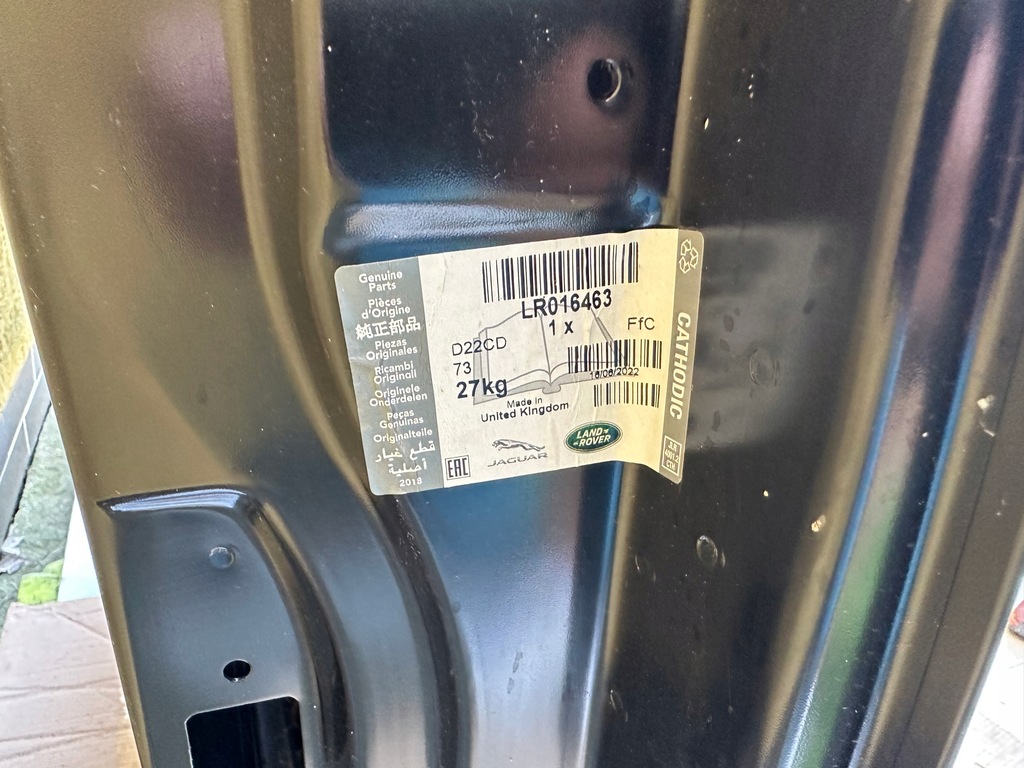 Genuine
Parts
Pièces
d'Origine
純正部品
Piezas
Originales
Ricambi
Originali
Originele
Onderdelen
Peças
Genuínas
Originalteile
قطع غيار
أصلية
2018
LR016463
1 x
FfC
D22CD
73
16/06/2022
27kg
Made in
United Kingdom
EAC
JAGUAR
LAND
ROVER
CATHODIC